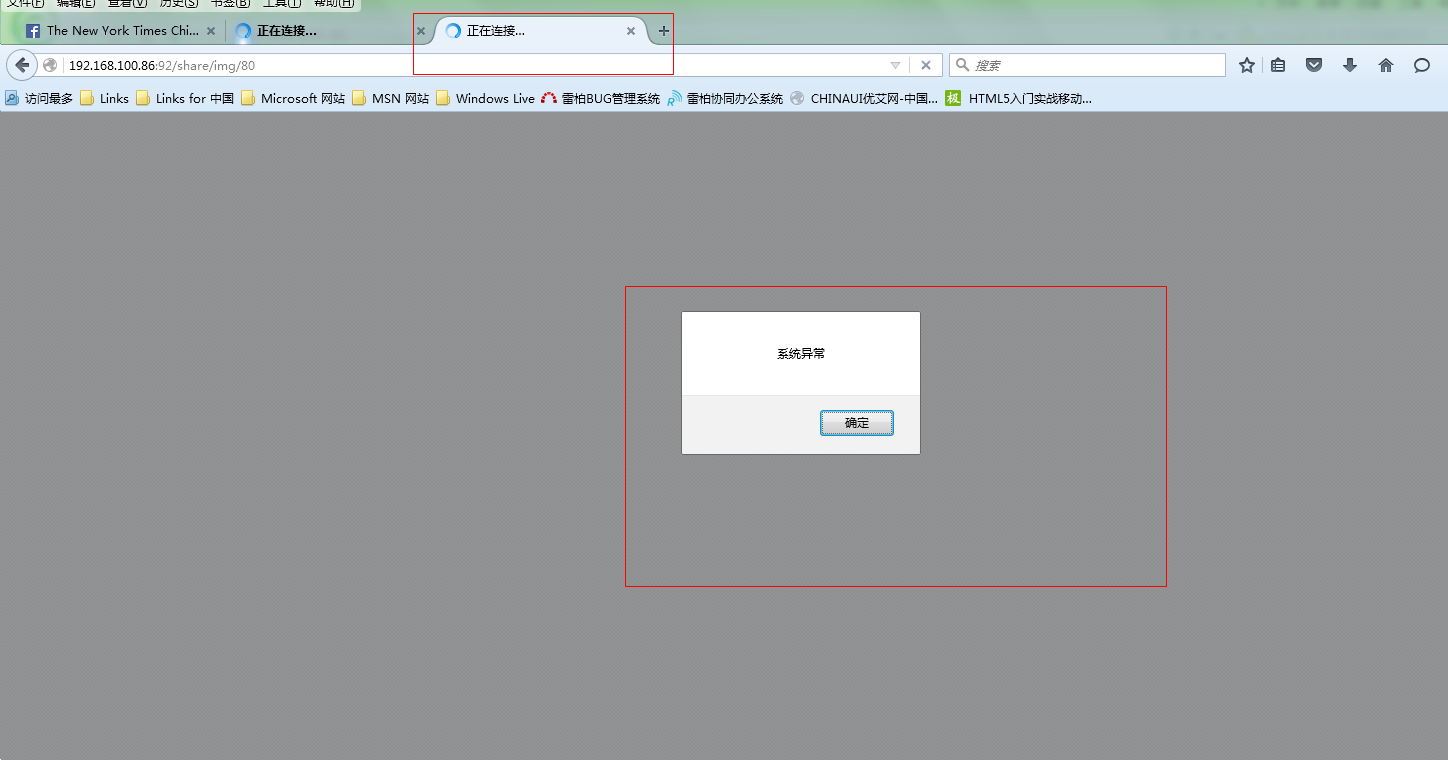 文件(F) 编辑(E) 查看(V) 历史(S) 书签(B) 工具(T) 帮助(H)
The New York Times Chi... 正在连接... 正在连接...
192.168.100.86:92/share/img/80 搜索
访问最多 Links Links for 中国 Microsoft 网站 MSN 网站 Windows Live 雷柏BUG管理系统 雷柏协同办公系统 CHINAUI优艾网-中国... 极 HTML5入门实战移动...
系统异常
确定